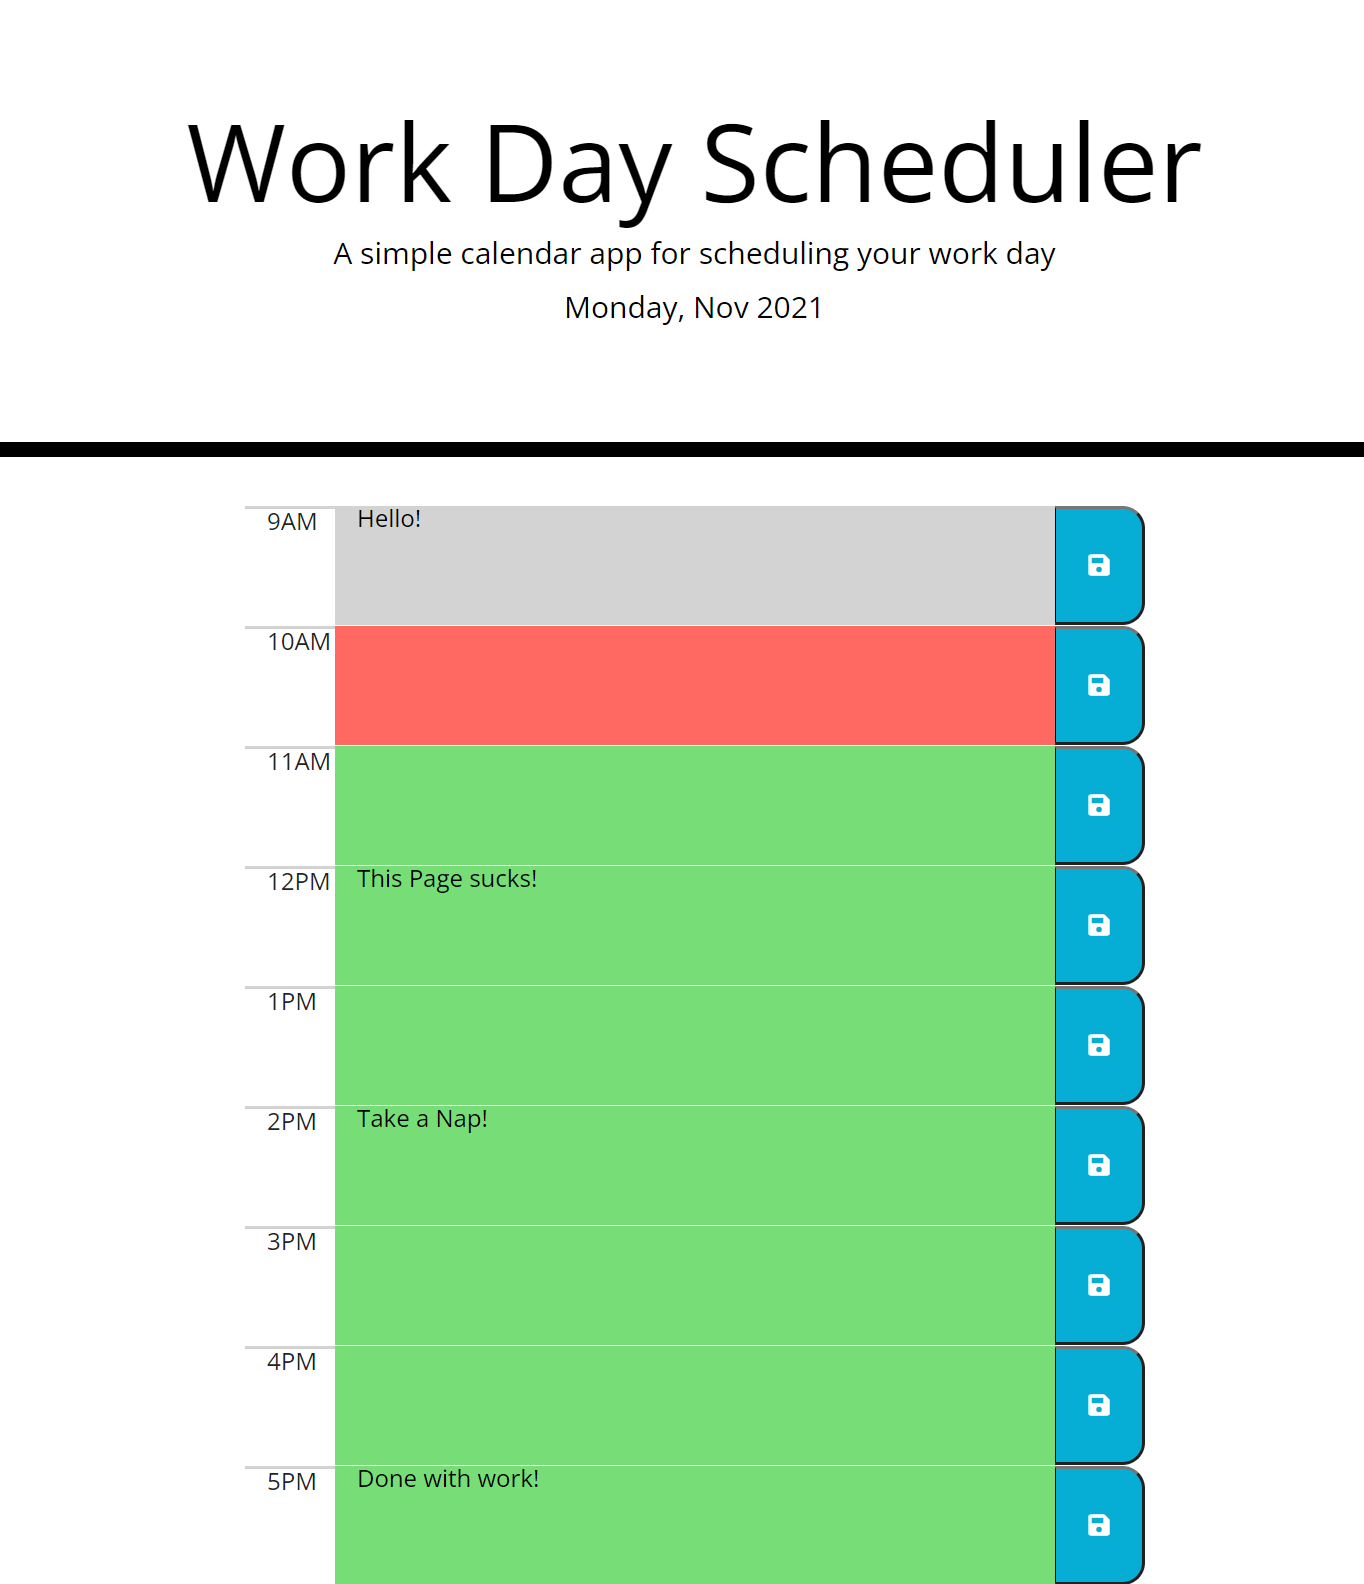 Work Day Scheduler
A simple calendar app for scheduling your work day
Monday, Nov 2021
9AM Hello!
10AM
11AM
12PM This Page sucks!
1PM
2PM Take a Nap!
3PM
4PM
5PM Done with work!